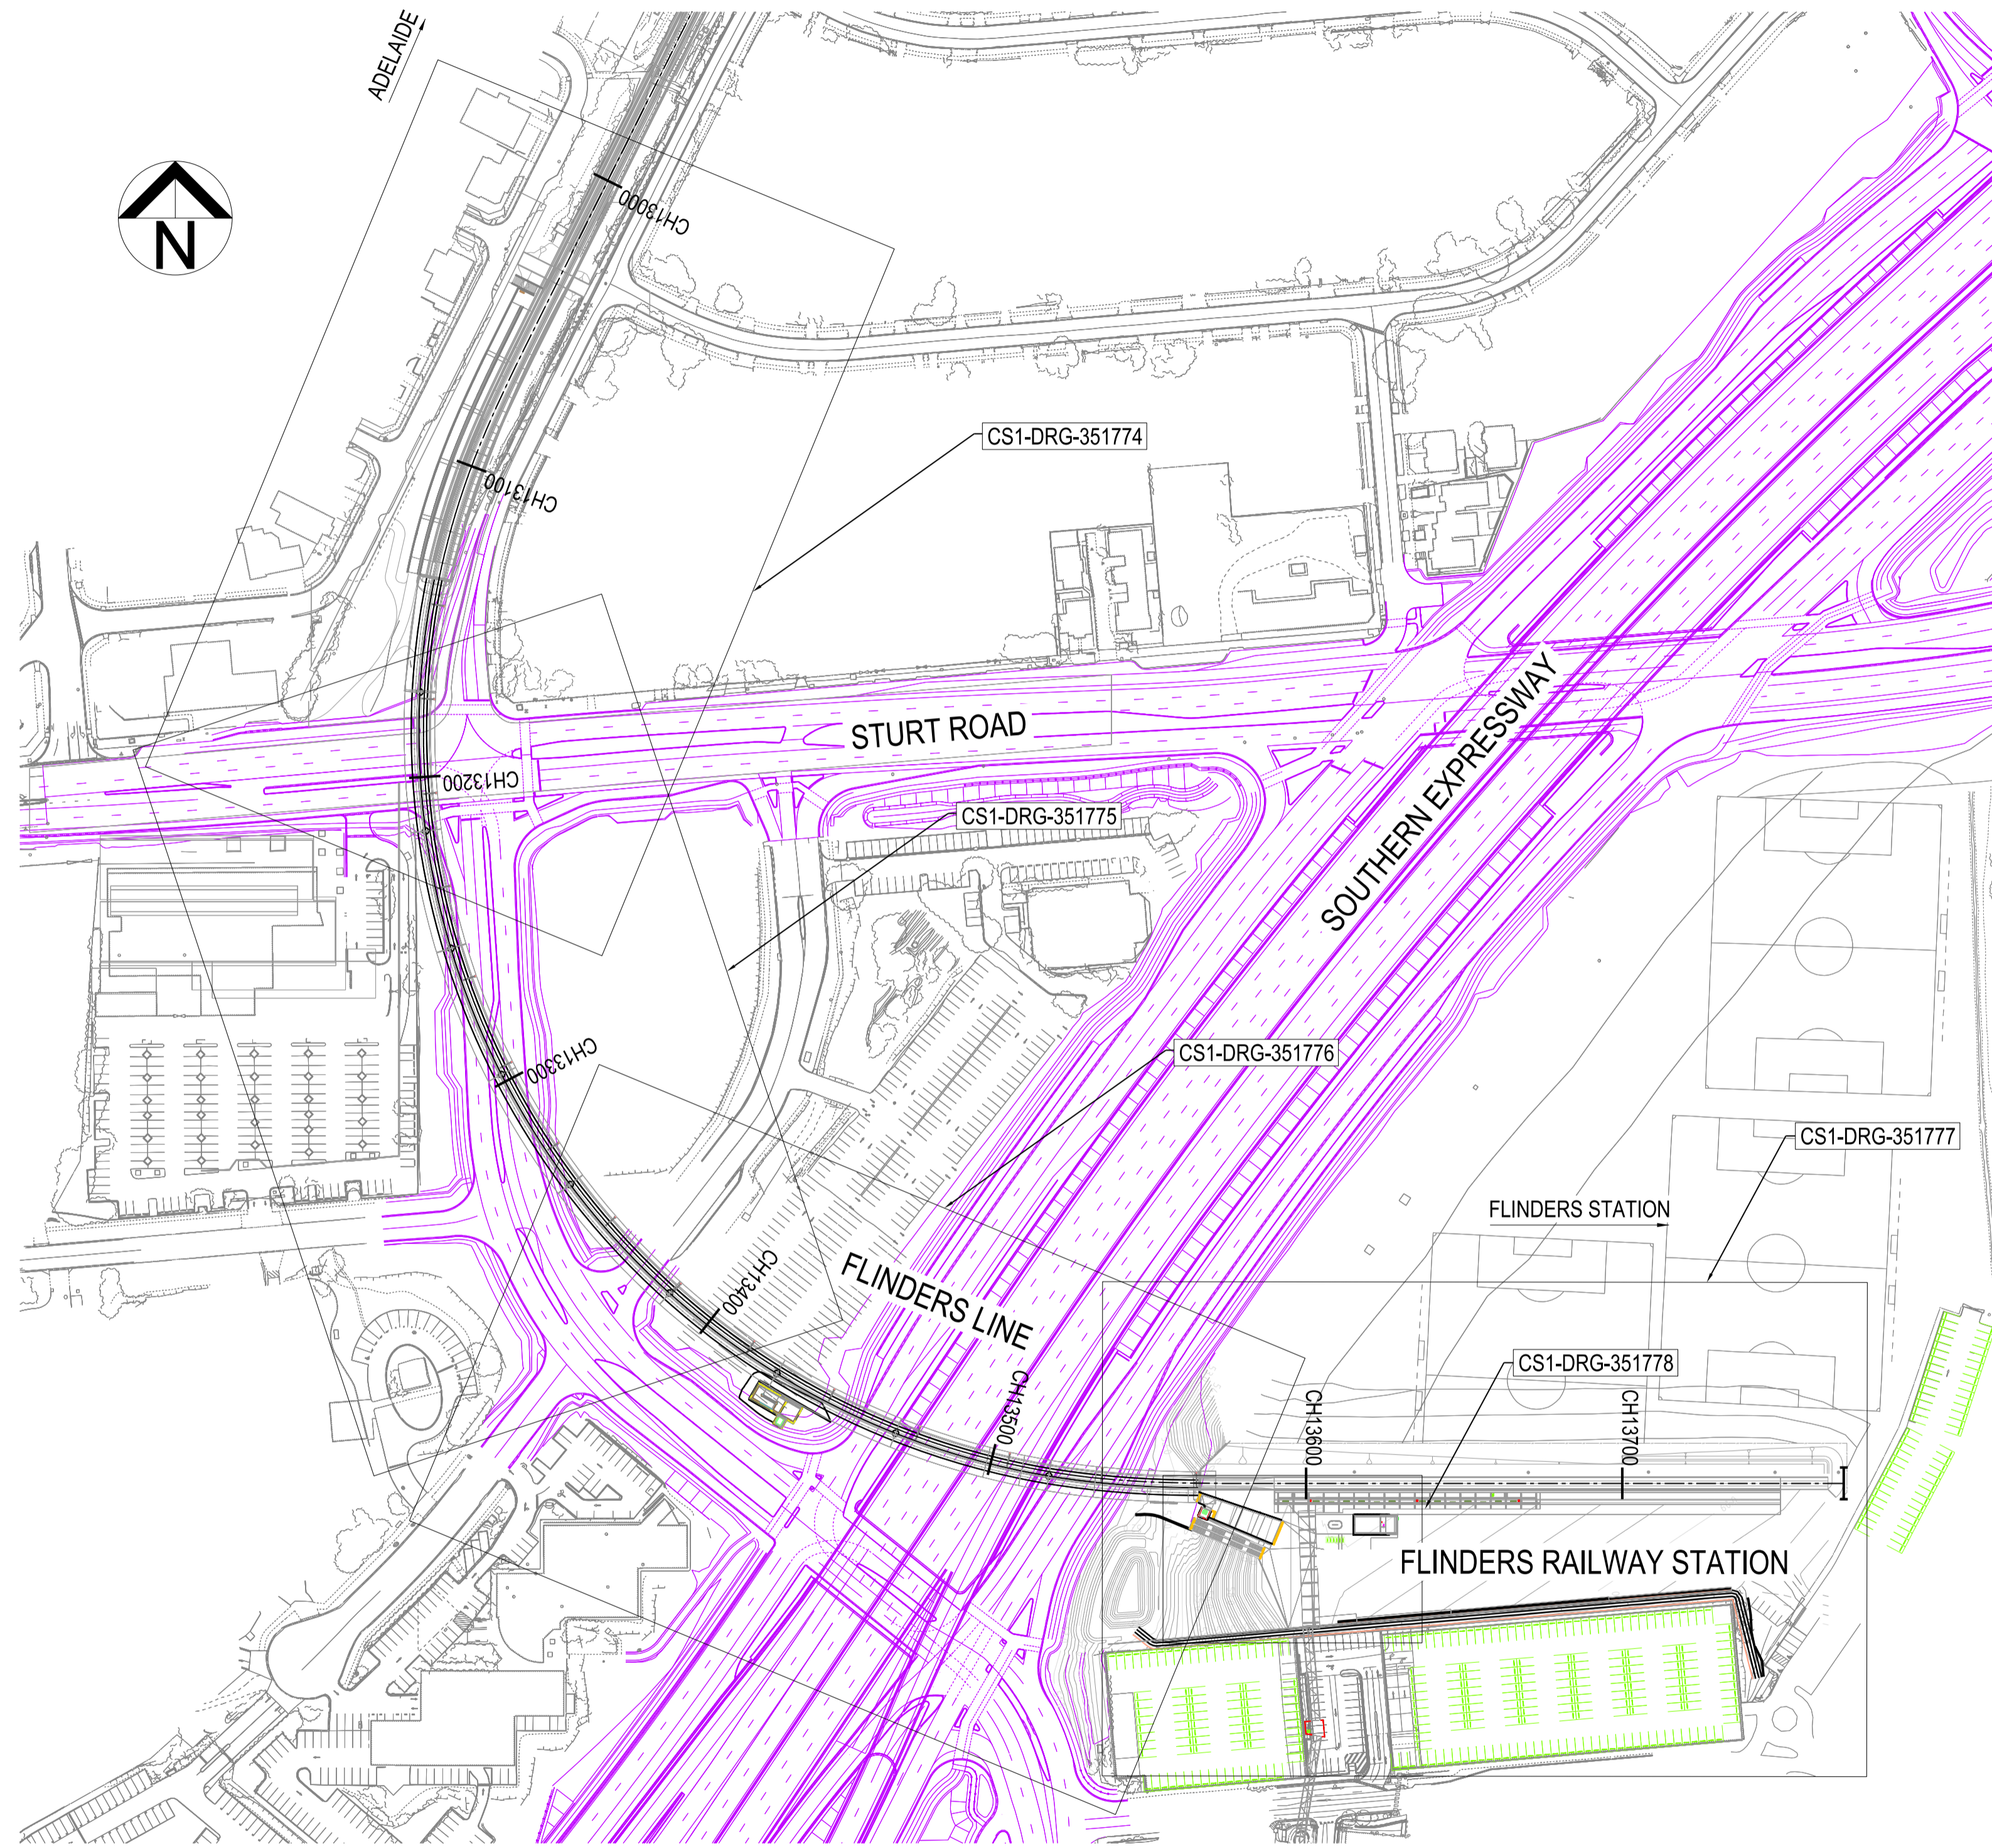 ADELAIDE
N
CH13000
CS1-DRG-351774
CH13100
STURT ROAD
SOUTHERN EXPRESSWAY
CH13200
CS1-DRG-351775
CH13300
CS1-DRG-351776
CS1-DRG-351777
FLINDERS STATION
CH13400
FLINDERS LINE
CS1-DRG-351778
CH13500
CH13600
CH13700
FLINDERS RAILWAY STATION